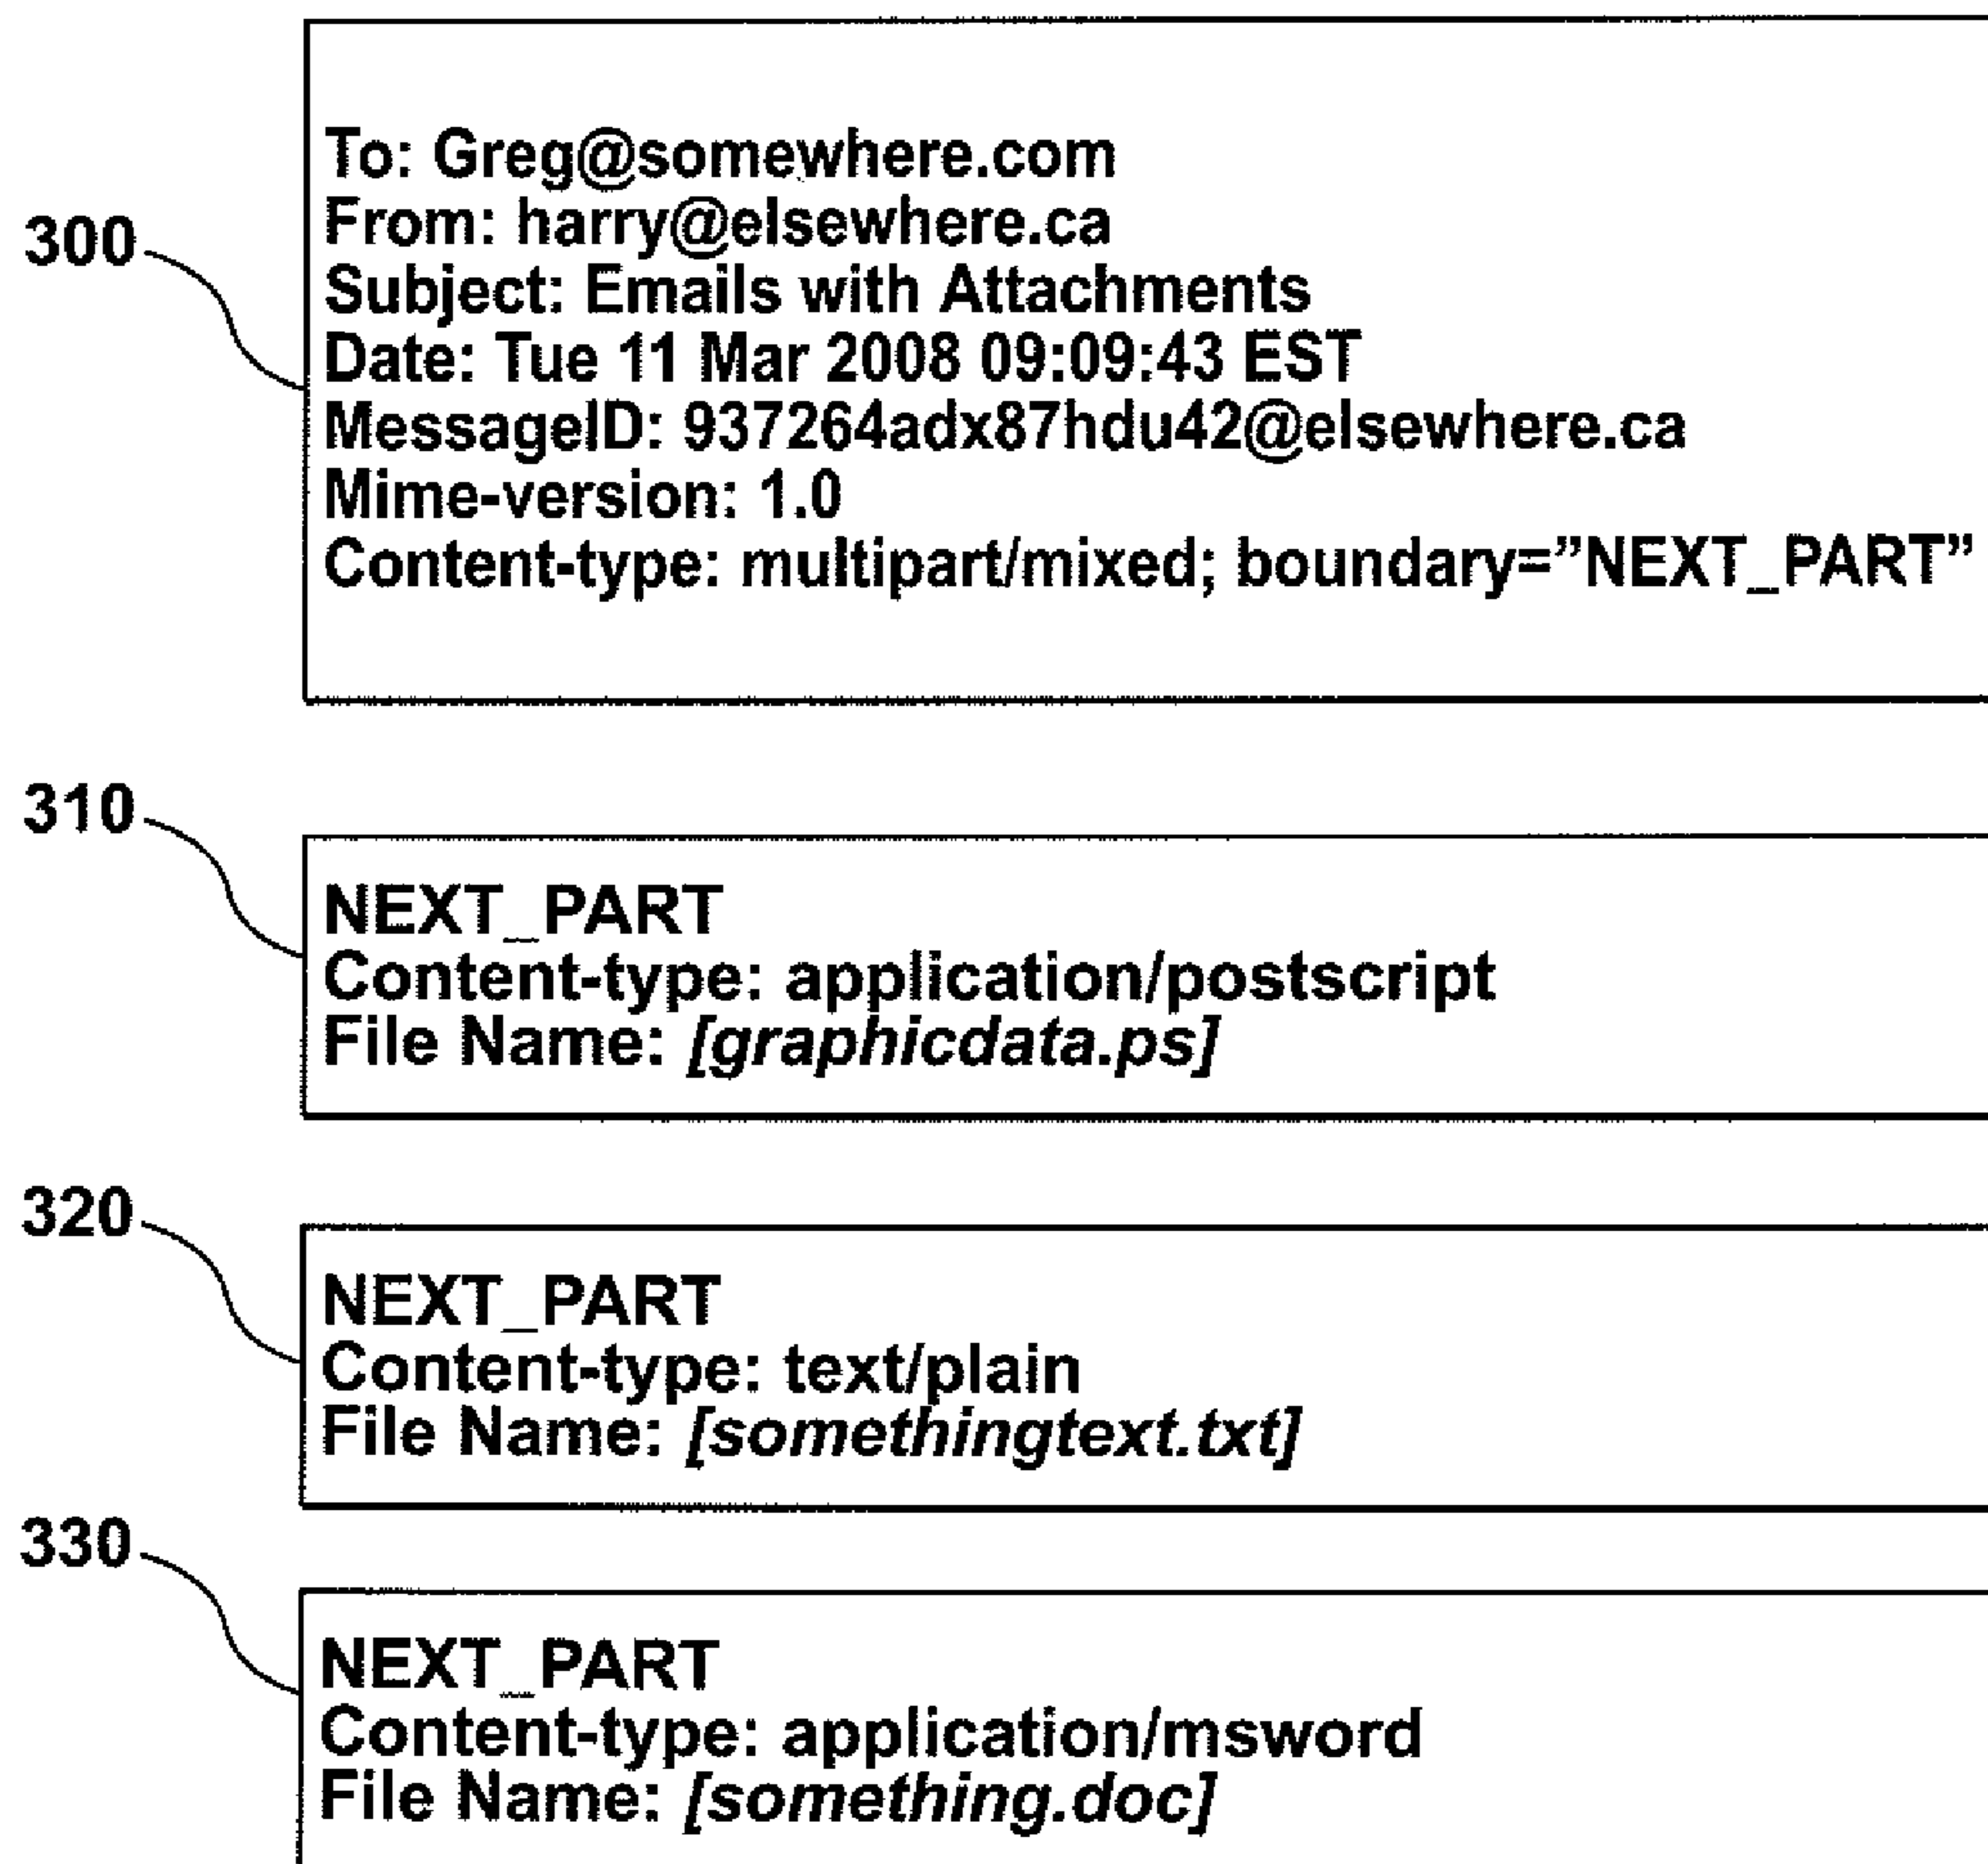 300
To: Greg@somewhere.com
From: harry@elsewhere.ca
Subject: Emails with Attachments
Date: Tue 11 Mar 2008 09:09:43 EST
MessageID: 937264adx87hdu42@elsewhere.ca
Mime-version: 1.0
Content-type: multipart/mixed; boundary=”NEXT_PART”
310
NEXT_PART
Content-type: application/postscript
File Name: [graphicdata.ps]
320
NEXT_PART
Content-type: text/plain
File Name: [somethingtext.txt]
330
NEXT_PART
Content-type: application/msword
File Name: [something.doc]